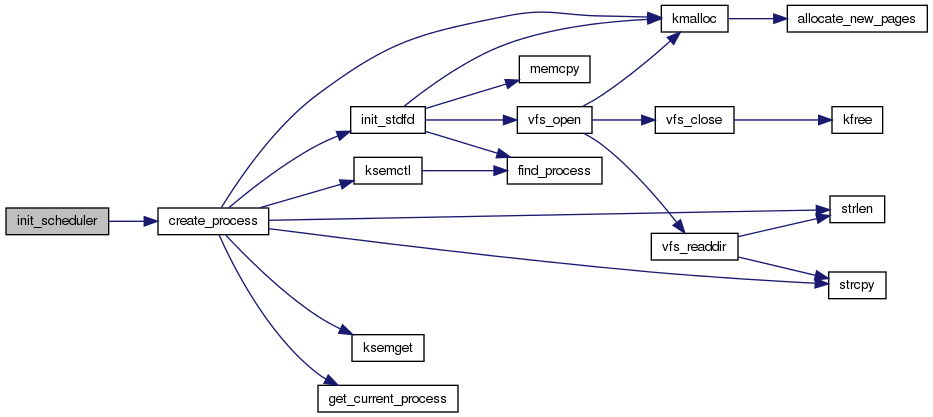 kmalloc
allocate_new_pages
memcpy
init_stdfd
vfs_open
vfs_close
kfree
ksemctl
find_process
init_scheduler
create_process
strlen
vfs_readdir
strcpy
ksemget
get_current_process